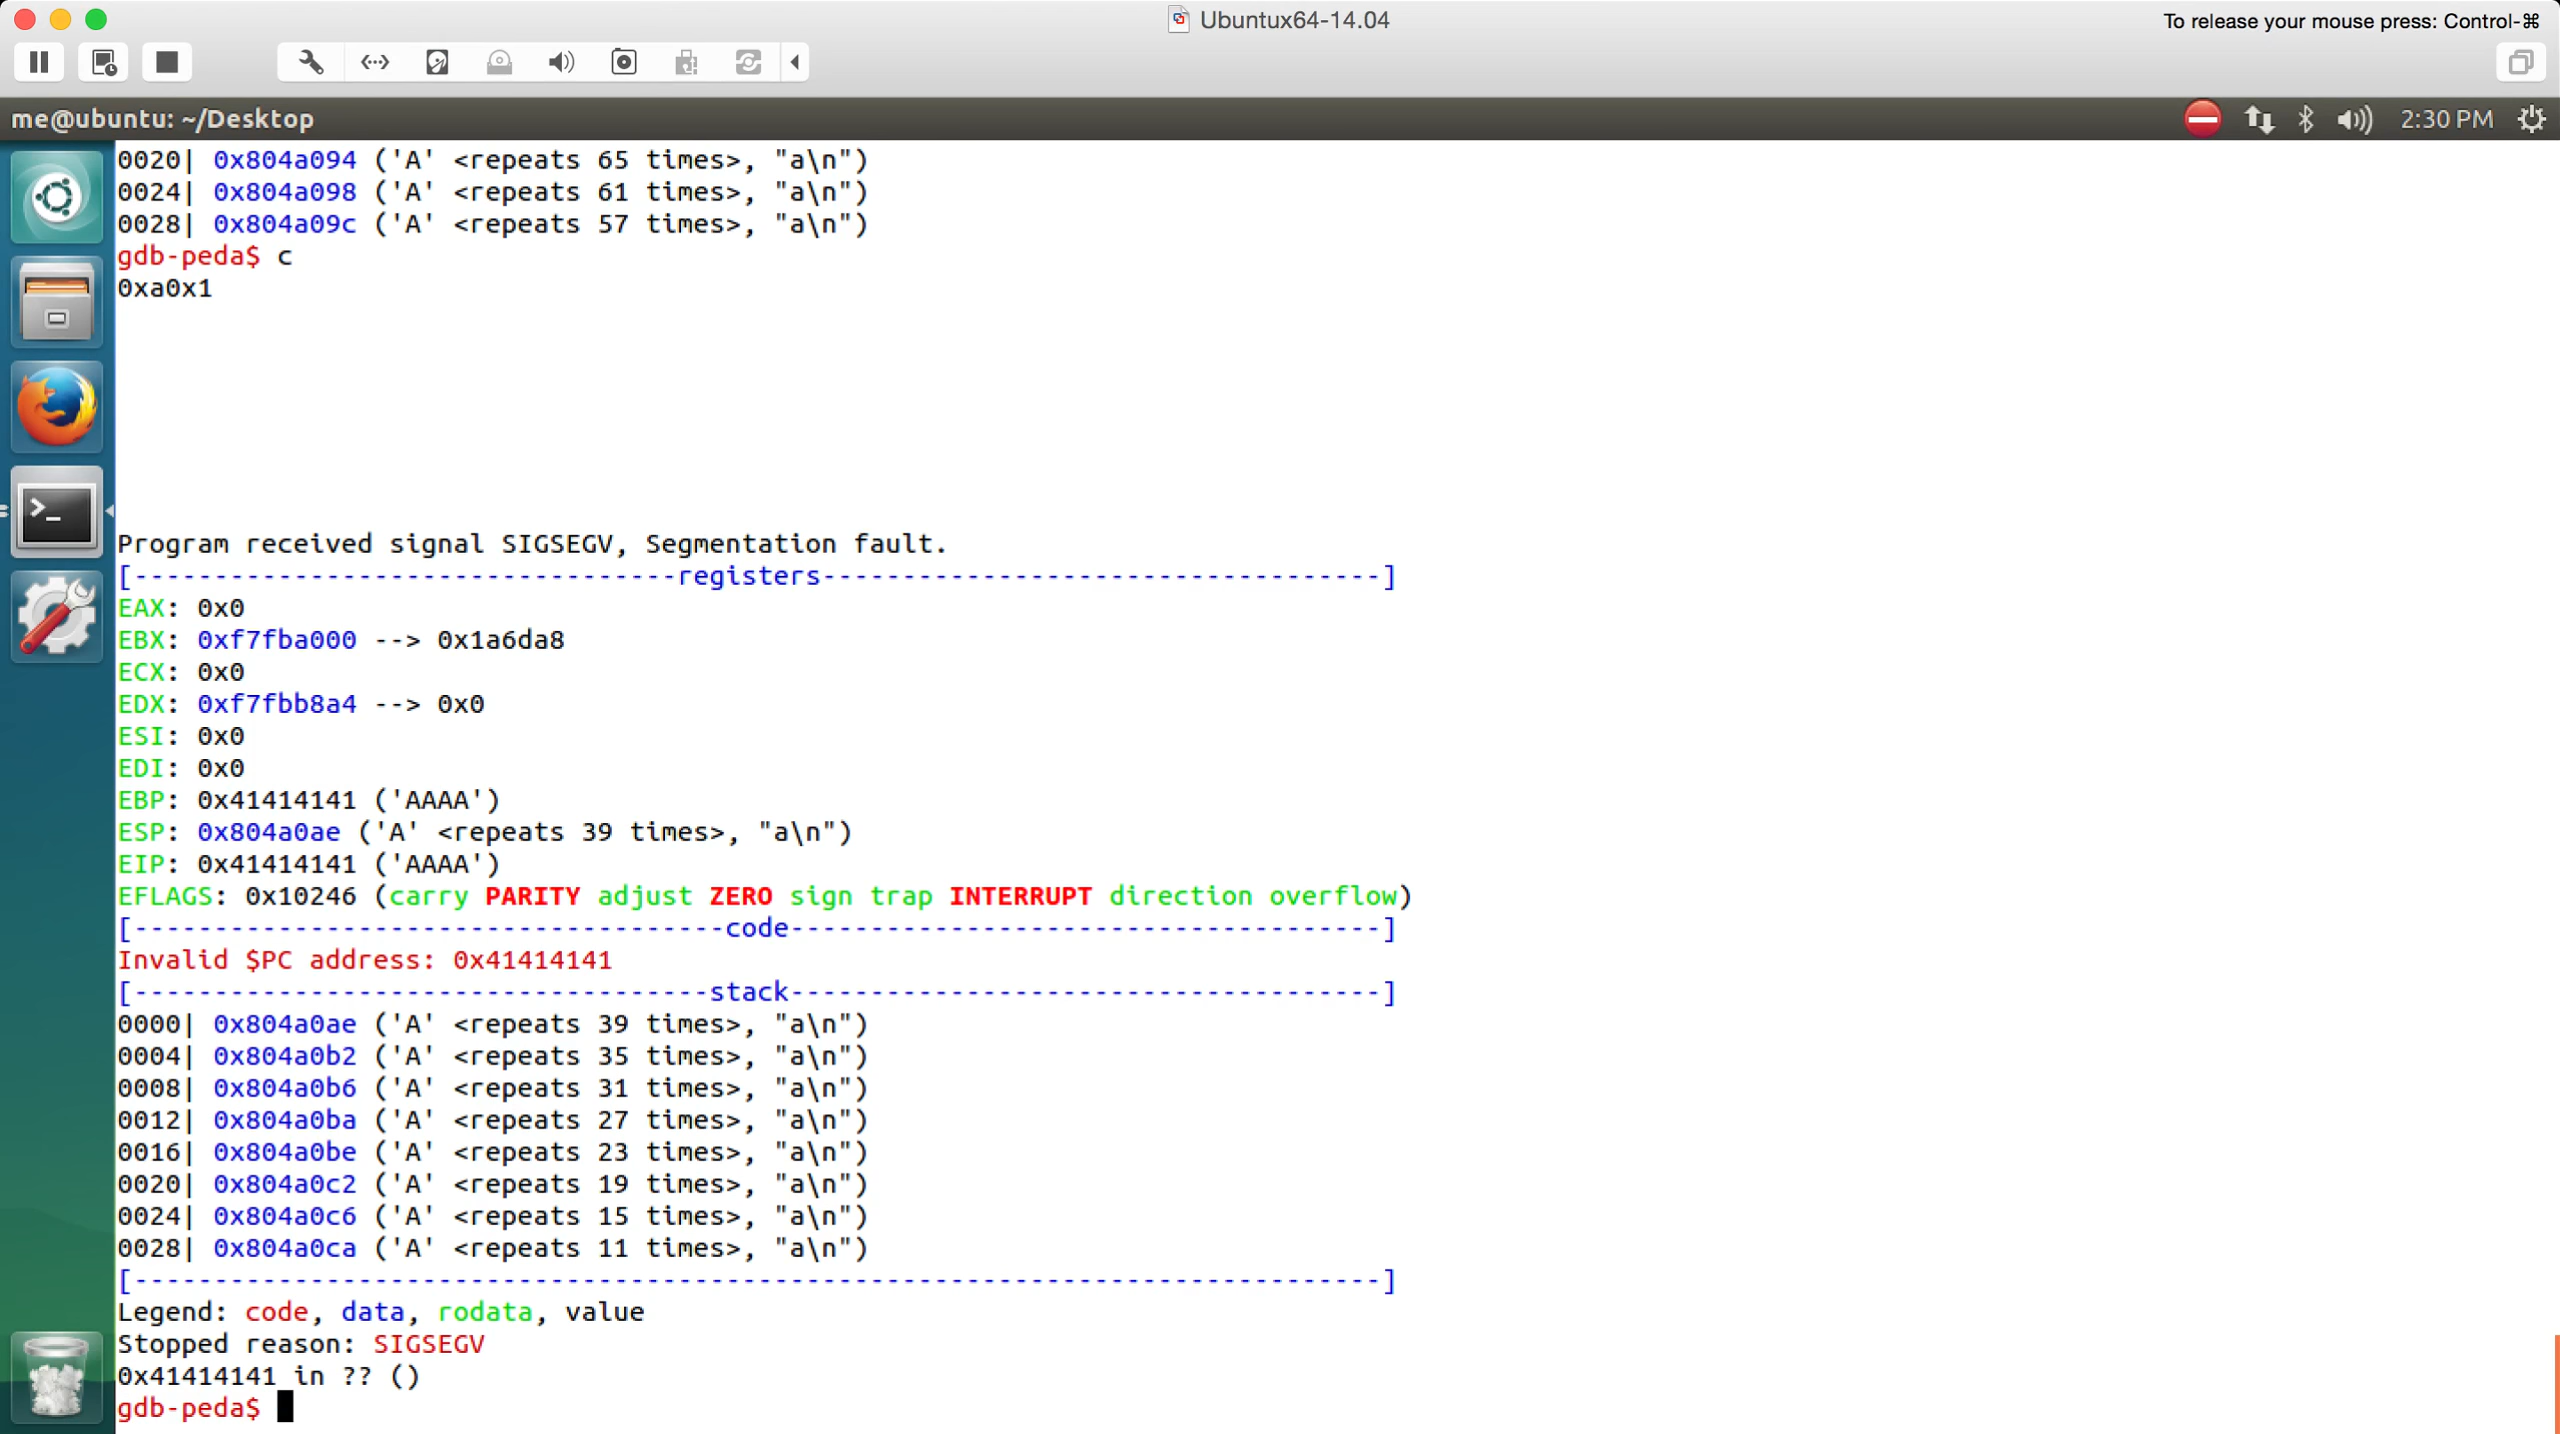 Ubuntux64-14.04
To release your mouse press: Control-⌘
me@ubuntu: ~/Desktop
2:30 PM
0020| 0x804a094 ('A' <repeats 65 times>, "a\n")
0024| 0x804a098 ('A' <repeats 61 times>, "a\n")
0028| 0x804a09c ('A' <repeats 57 times>, "a\n")
gdb-peda$ c
0xa0x1
Program received signal SIGSEGV, Segmentation fault.
[----------------------------------registers-----------------------------------]
EAX: 0x0
EBX: 0xf7fba000 --> 0x1a6da8
ECX: 0x0
EDX: 0xf7fbb8a4 --> 0x0
ESI: 0x0
EDI: 0x0
EBP: 0x41414141 ('AAAA')
ESP: 0x804a0ae ('A' <repeats 39 times>, "a\n")
EIP: 0x41414141 ('AAAA')
EFLAGS: 0x10246 (carry PARITY adjust ZERO sign trap INTERRUPT direction overflow)
[-------------------------------------code-------------------------------------]
Invalid $PC address: 0x41414141
[------------------------------------stack-------------------------------------]
0000| 0x804a0ae ('A' <repeats 39 times>, "a\n")
0004| 0x804a0b2 ('A' <repeats 35 times>, "a\n")
0008| 0x804a0b6 ('A' <repeats 31 times>, "a\n")
0012| 0x804a0ba ('A' <repeats 27 times>, "a\n")
0016| 0x804a0be ('A' <repeats 23 times>, "a\n")
0020| 0x804a0c2 ('A' <repeats 19 times>, "a\n")
0024| 0x804a0c6 ('A' <repeats 15 times>, "a\n")
0028| 0x804a0ca ('A' <repeats 11 times>, "a\n")
[------------------------------------------------------------------------------]
Legend: code, data, rodata, value
Stopped reason: SIGSEGV
0x41414141 in ?? ()
gdb-peda$